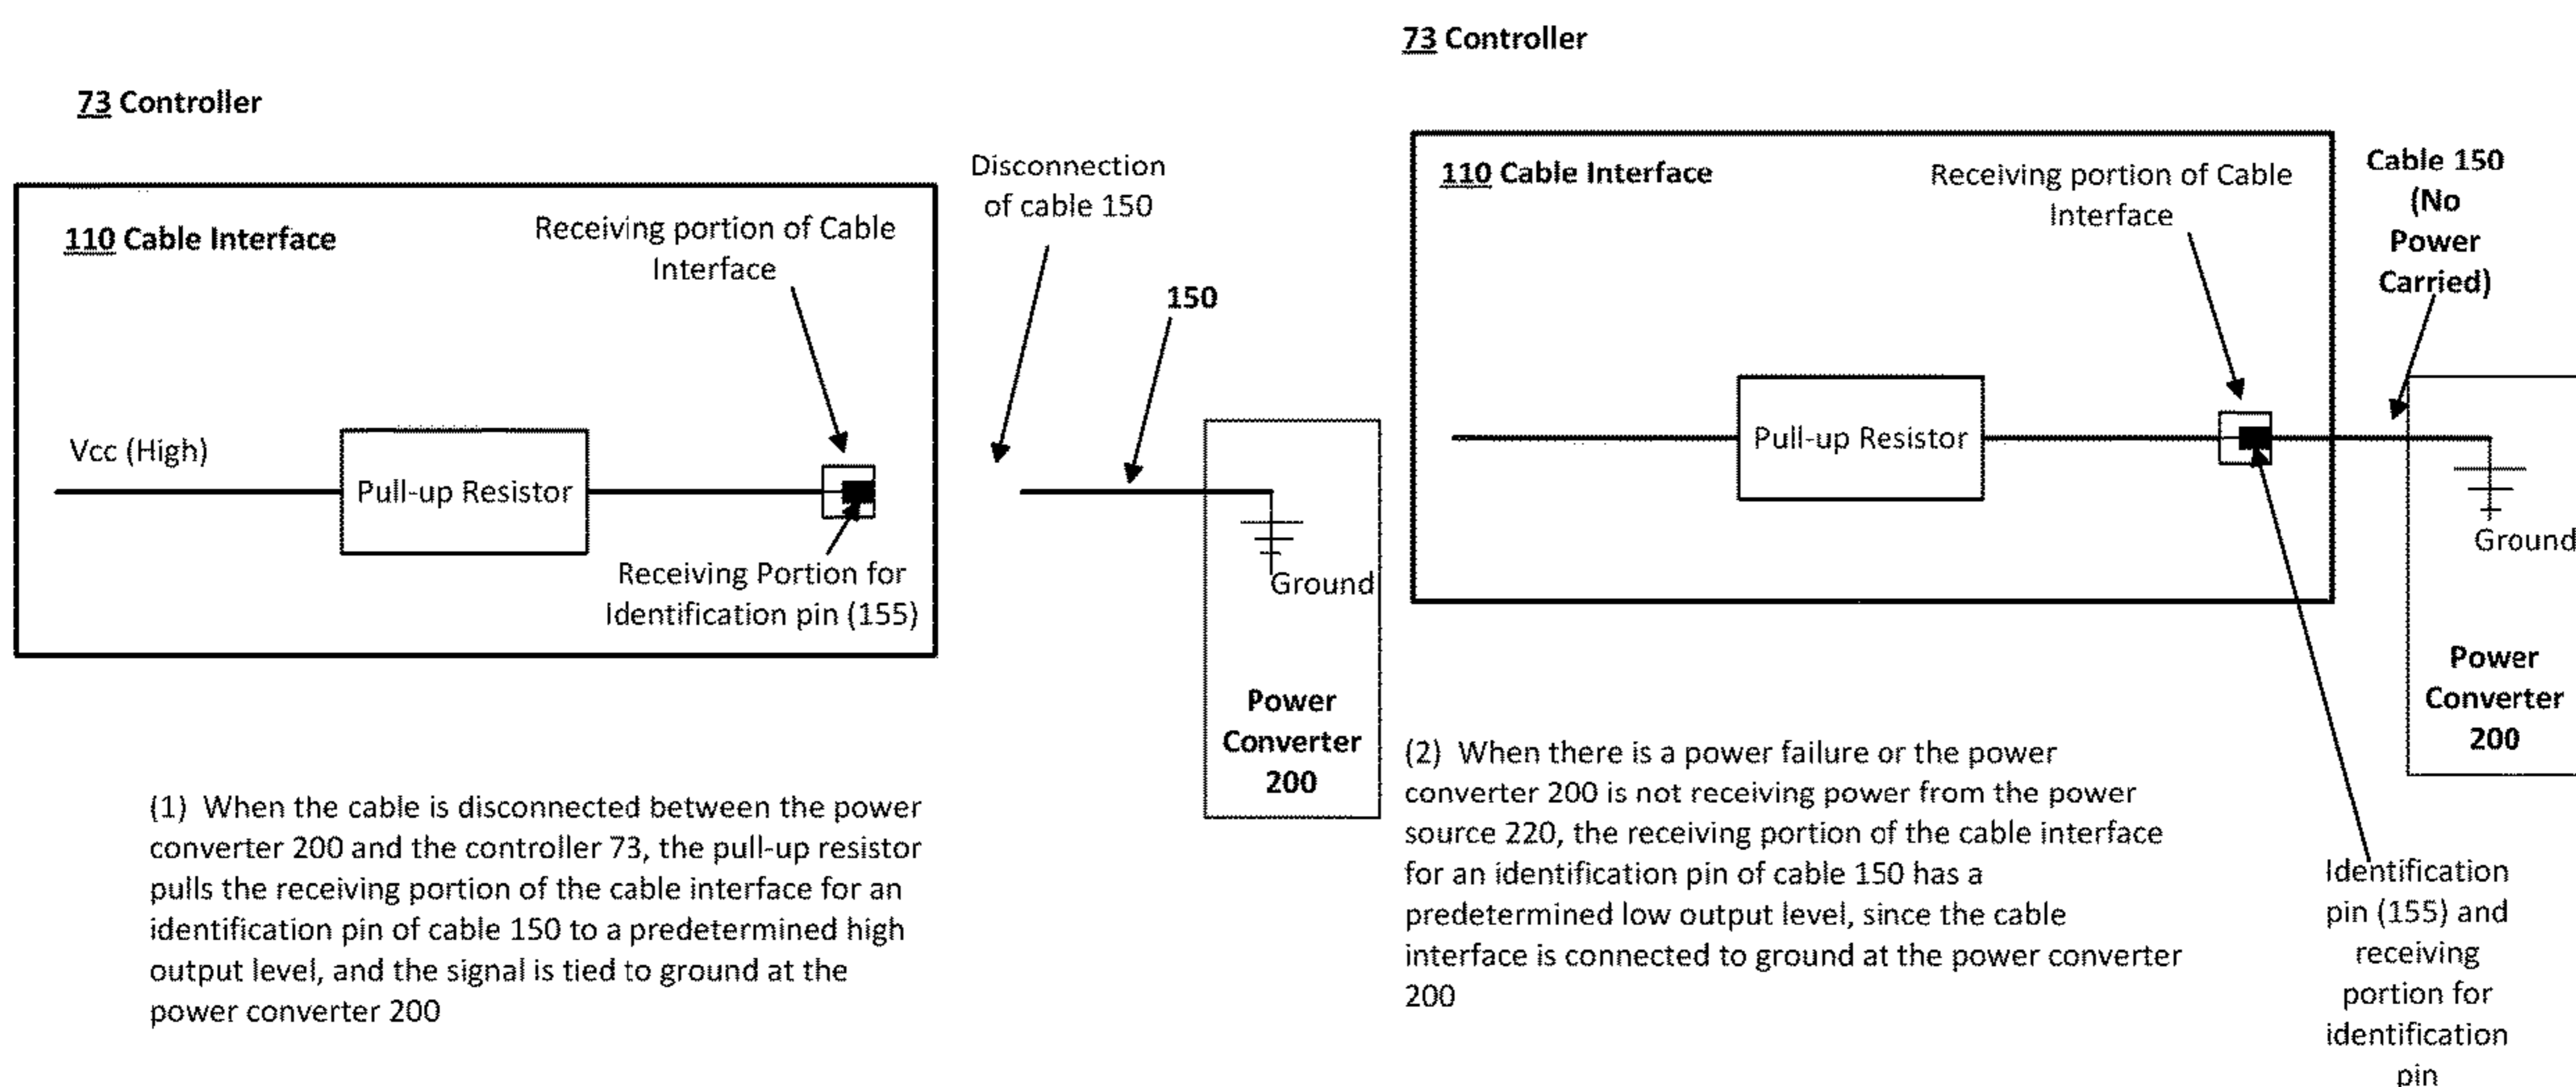 73 Controller
110 Cable Interface
Receiving portion of Cable
Interface
Vcc (High)
Pull-up Resistor
Receiving Portion for
Identification pin (155)
Disconnection
of cable 150
150
Ground
Power
Converter
200
(1) When the cable is disconnected between the power
converter 200 and the controller 73, the pull-up resistor
pulls the receiving portion of the cable interface for an
identification pin of cable 150 to a predetermined high
output level, and the signal is tied to ground at the
power converter 200
73 Controller
110 Cable Interface
Receiving portion of Cable
Interface
Cable 150
(No
Power
Carried)
Pull-up Resistor
Ground
Power
Converter
200
(2) When there is a power failure or the power
converter 200 is not receiving power from the power
source 220, the receiving portion of the cable interface
for an identification pin of cable 150 has a
predetermined low output level, since the cable
interface is connected to ground at the power converter
200
Identification
pin (155) and
receiving
portion for
identification
pin